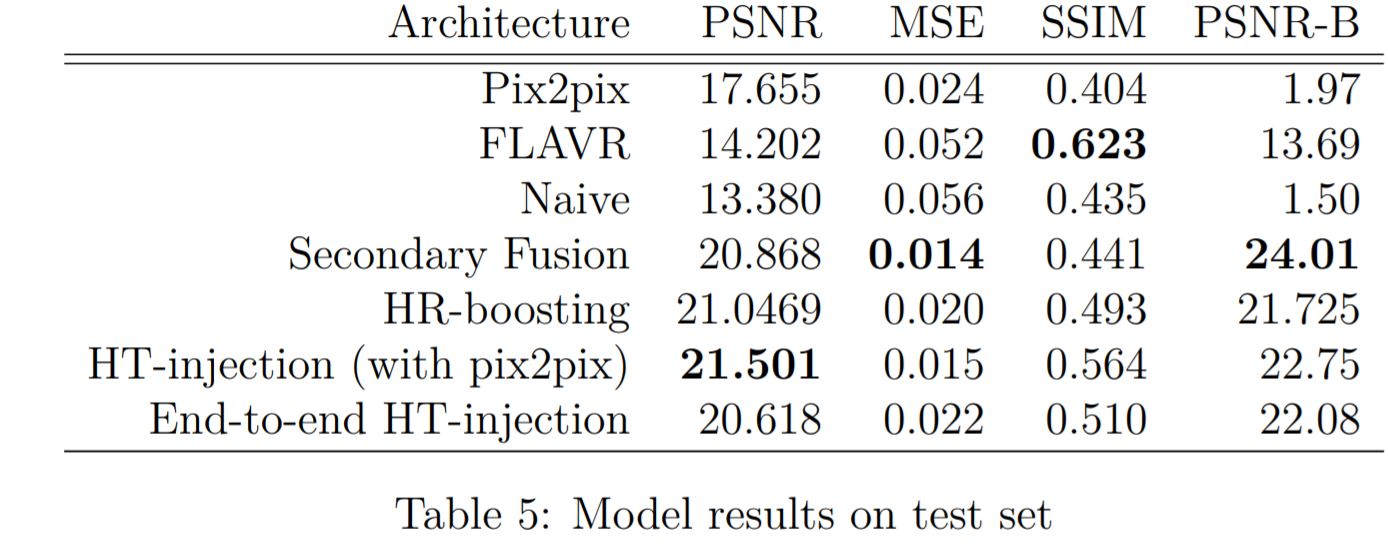 Architecture PSNR MSE SSIM PSNR-B
Pix2pix 17.655 0.024 0.404 1.97
FLAVR 14.202 0.052 0.623 13.69
Naive 13.380 0.056 0.435 1.50
Secondary Fusion 20.868 0.014 0.441 24.01
HR-boosting 21.0469 0.020 0.493 21.725
HT-injection (with pix2pix) 21.501 0.015 0.564 22.75
End-to-end HT-injection 20.618 0.022 0.510 22.08
Table 5: Model results on test set